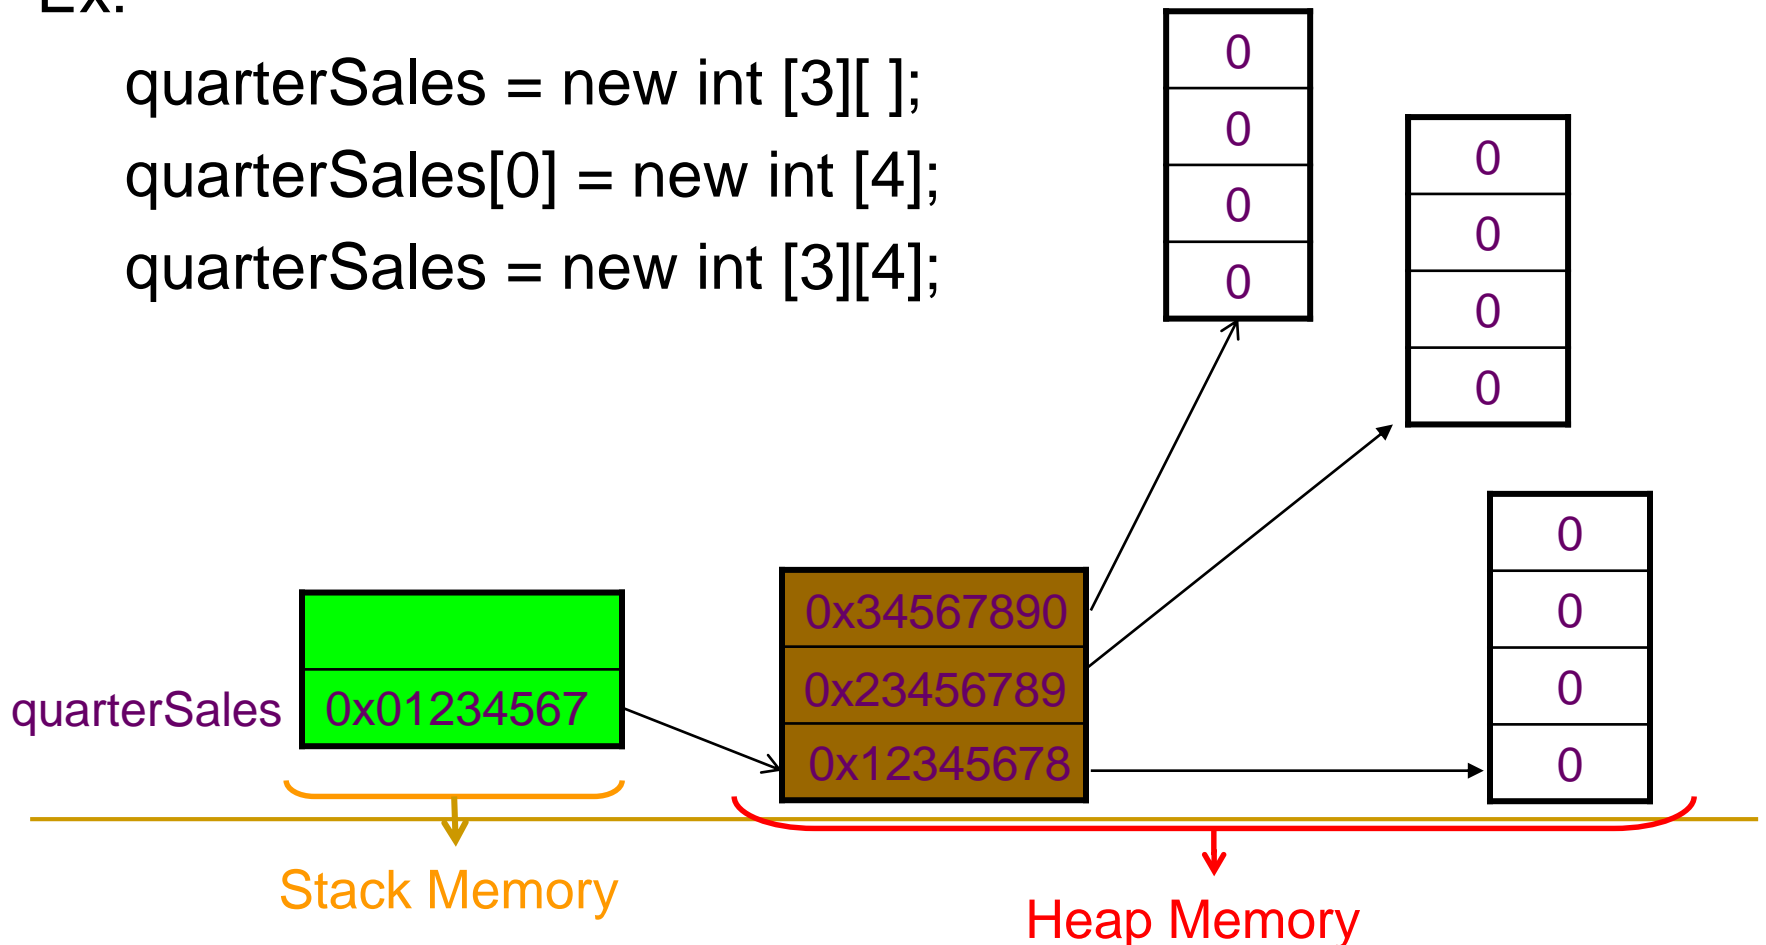 Ex:
quarterSales = new int [3][ ];
quarterSales[0] = new int [4];
quarterSales = new int [3][4];
0
0
0
0
0
0
0
0
0
0
0
0
0x34567890
0x23456789
0x12345678
quarterSales
0x01234567
Stack Memory
Heap Memory